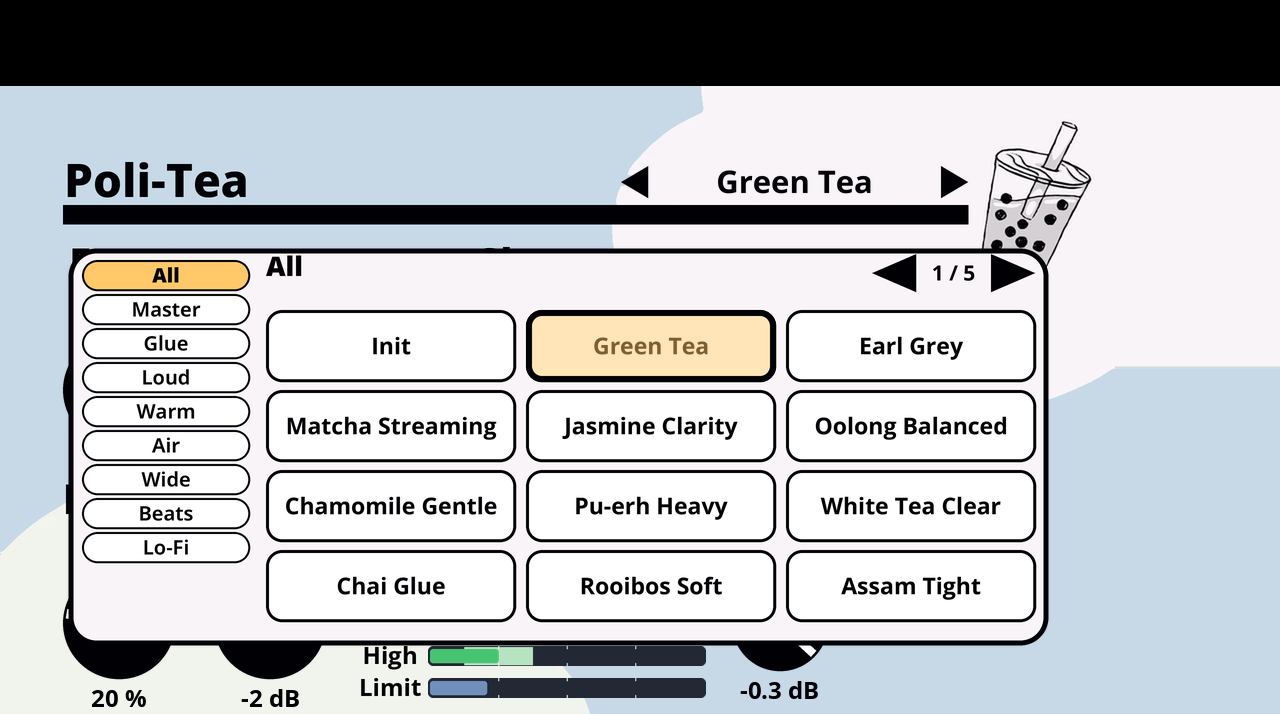 Poli-Tea
Green Tea
All
All
1 / 5
Master
Glue
Loud
Warm
Air
Wide
Beats
Lo-Fi
Init
Green Tea
Earl Grey
Matcha Streaming
Jasmine Clarity
Oolong Balanced
Chamomile Gentle
Pu-erh Heavy
White Tea Clear
Chai Glue
Rooibos Soft
Assam Tight
High
Limit
20 %
-2 dB
-0.3 dB